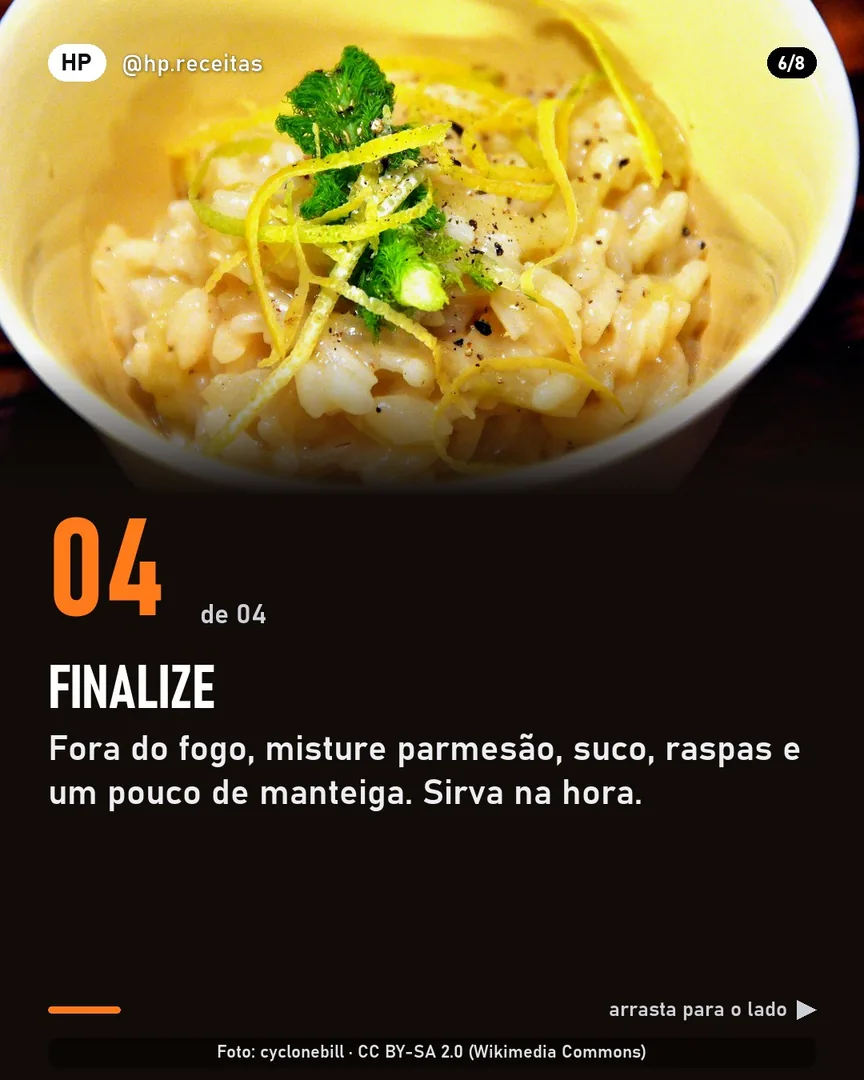 HP @hp.receitas 6/8
04 de 04
FINALIZE
Fora do fogo, misture parmesão, suco, raspas e
um pouco de manteiga. Sirva na hora.
arrasta para o lado ▶
Foto: cyclonebill · CC BY-SA 2.0 (Wikimedia Commons)